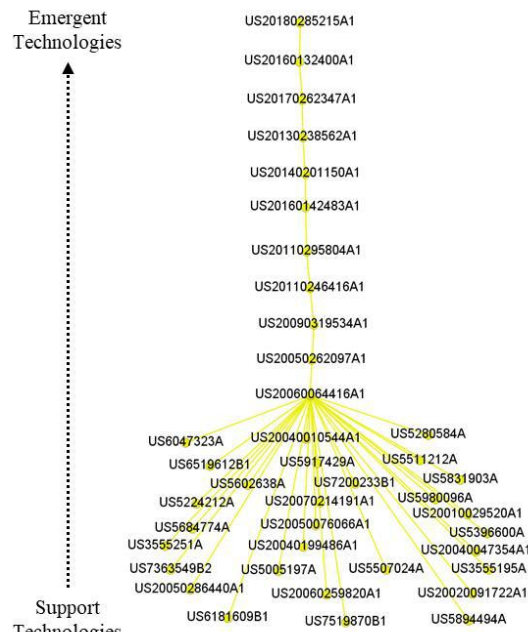 Emergent
Technologies
US20180285215A1
US20160132400A1
US20170262347A1
US20130238562A1
US20140201150A1
US20160142483A1
US20110295804A1
US20110246416A1
US20090319534A1
US20050262097A1
US20060064416A1
US6047323A
US20040010544A1
US5280584A
US6519612B1
US5917429A
US5511212A
US5602638A
US7200233B1
US5831903A
US5224212A
US20070214191A1
US5980096A
US20010029520A1
US5684774A
US20050076066A1
US5396600A
US3555251A
US20040199486A1
US20040047354A1
US7363549B2
US5005197A
US5507024A
US3555195A
US20050286440A1
US20060259820A1
US20020091722A1
US6181609B1
US7519870B1
US5894494A
Support
Technologies